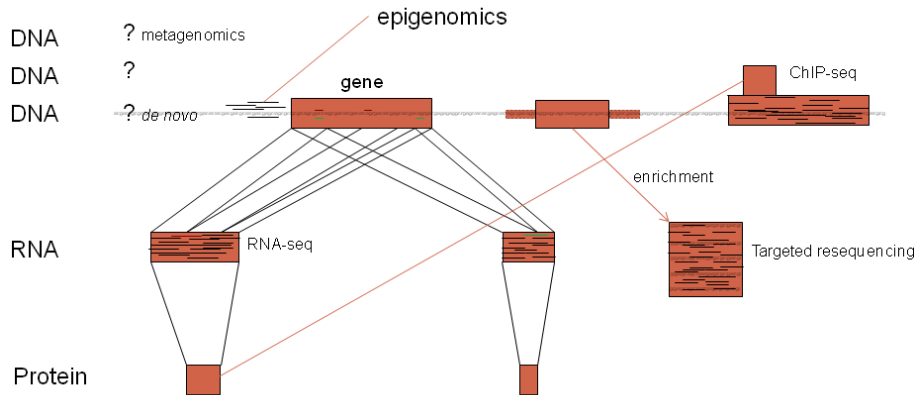 epigenomics
DNA ? metagenomics
DNA ?
gene
ChIP-seq
DNA ? de novo
enrichment
RNA
RNA-seq
Targeted resequencing
Protein